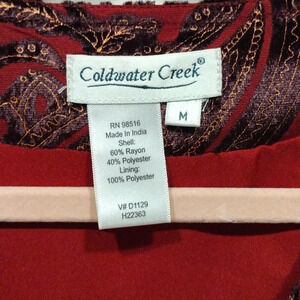 Coldwater Creek®
M
RN 98516
Made In India
Shell:
60% Rayon
40% Polyester
Lining:
100% Polyester
V# D1129
H22363